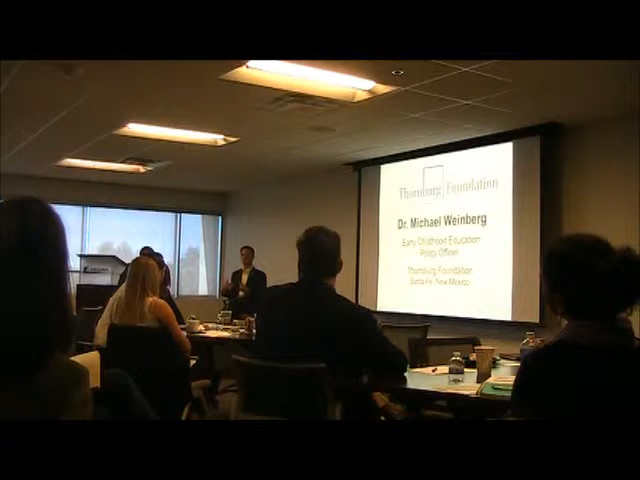 Thornburg Foundation
Dr. Michael Weinberg
Early Childhood Education
Policy Officer
Thornburg Foundation
Santa Fe, New Mexico